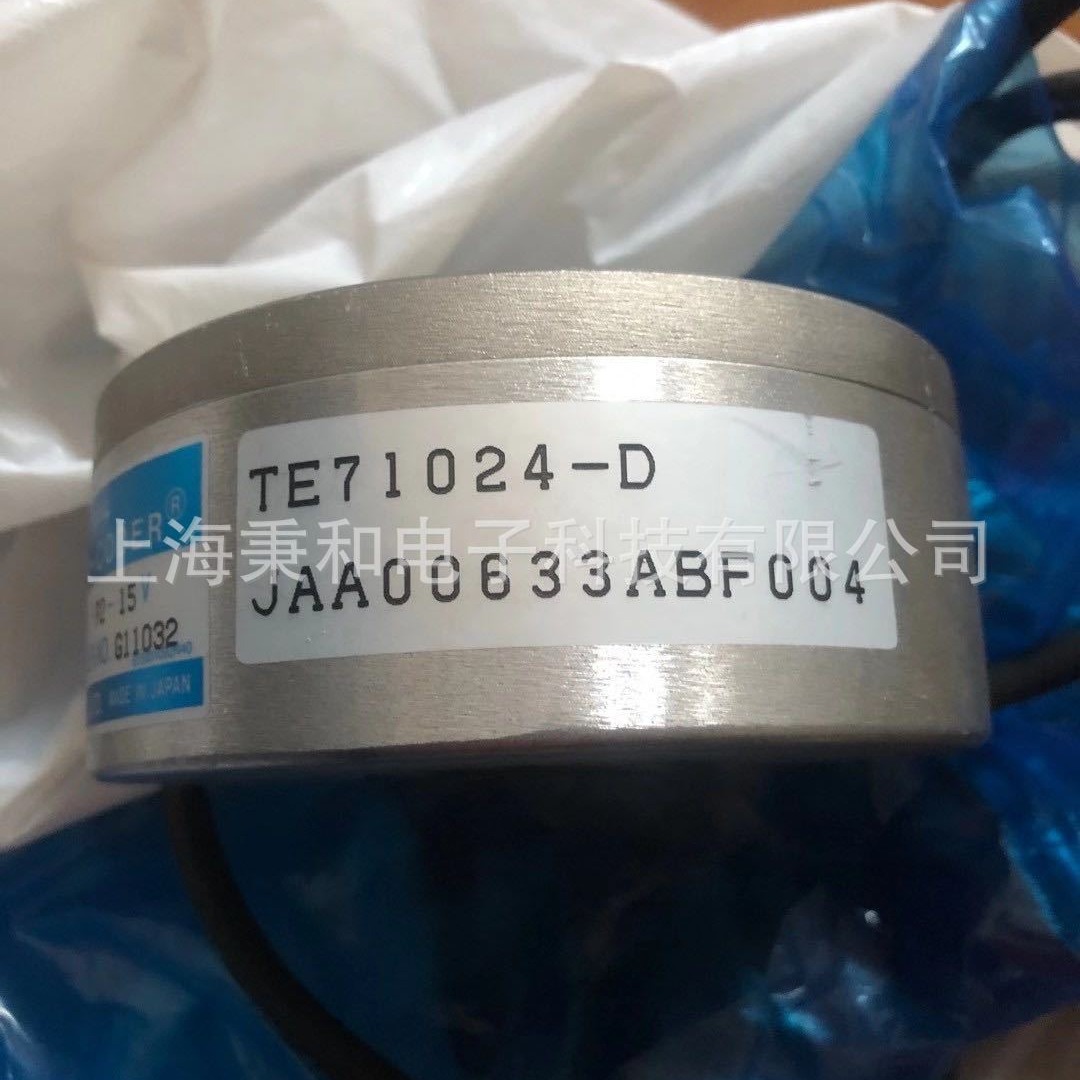 TE71024-D
JAA00633ABF004
上海秉和电子科技有限公司
-15V
G11032
MADE IN JAPAN